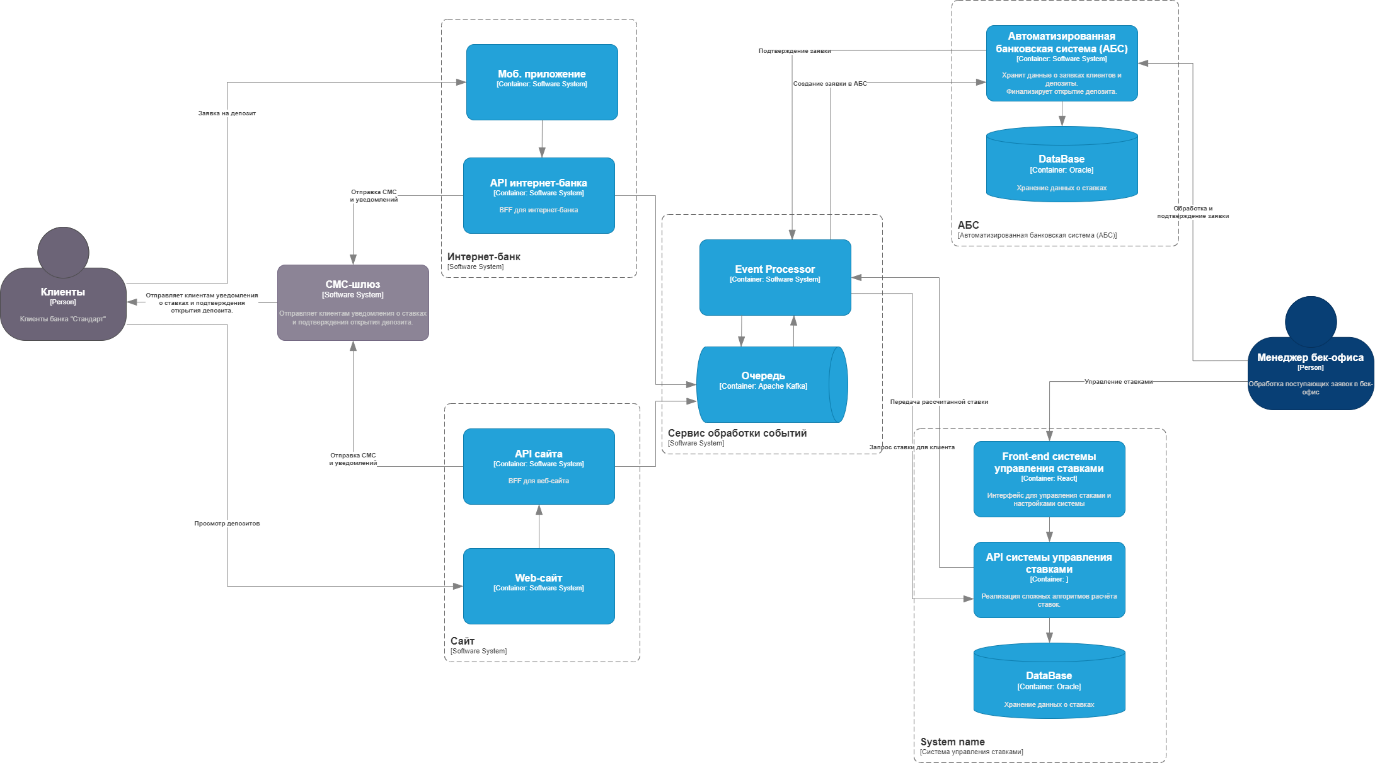 Клиенты
[Person]
Клиенты банка "Стандарт"
Заявка на депозит
Отправляет клиентам уведомления
о ставках и подтверждения
открытия депозита.
Просмотр депозитов
СМС-шлюз
[Software System]
Отправляет клиентам уведомления о ставках
и подтверждения открытия депозита.
Отправка СМС
и уведомлений
Отправка СМС
и уведомлений
Моб. приложение
[Container: Software System]
API интернет-банка
[Container: Software System]
BFF для интернет-банка
Интернет-банк
[Software System]
API сайта
[Container: Software System]
BFF для веб-сайта
Web-сайт
[Container: Software System]
Сайт
[Software System]
Подтверждение заявки
Создание заявки в АБС
Event Processor
[Container: Software System]
Очередь
[Container: Apache Kafka]
Сервис обработки событий
[Software System]
Автоматизированная
банковская система (АБС)
[Container: Software System]
Хранит данные о заявках клиентов и
депозиты.
Финализирует открытие депозита.
DataBase
[Container: Oracle]
Хранение данных о ставках
АБС
[Автоматизированная банковская система (АБС)]
Обработка и
подтверждение заявки
Менеджер бек-офиса
[Person]
Обработка поступающих заявок в бек-
офис
Управление ставками
Передача рассчитанной ставки
Запрос ставки для клиента
Front-end системы
управления ставками
[Container: React]
Интерфейс для управления стаками и
настройками системы
API системы управления
ставками
[Container: ]
Реализация сложных алгоритмов расчёта
ставок.
DataBase
[Container: Oracle]
Хранение данных о ставках
System name
[Система управления ставками]